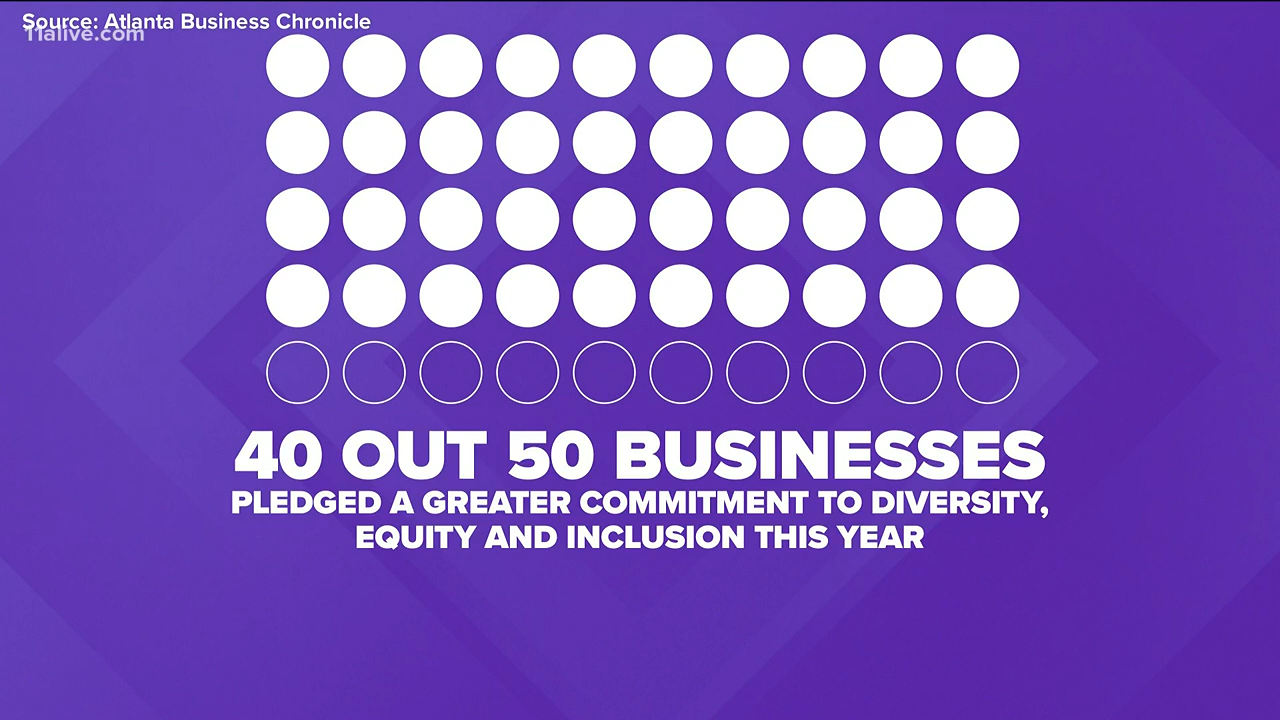 Source: Atlanta Business Chronicle
11alive.com
40 OUT 50 BUSINESSES
PLEDGED A GREATER COMMITMENT TO DIVERSITY,
EQUITY AND INCLUSION THIS YEAR